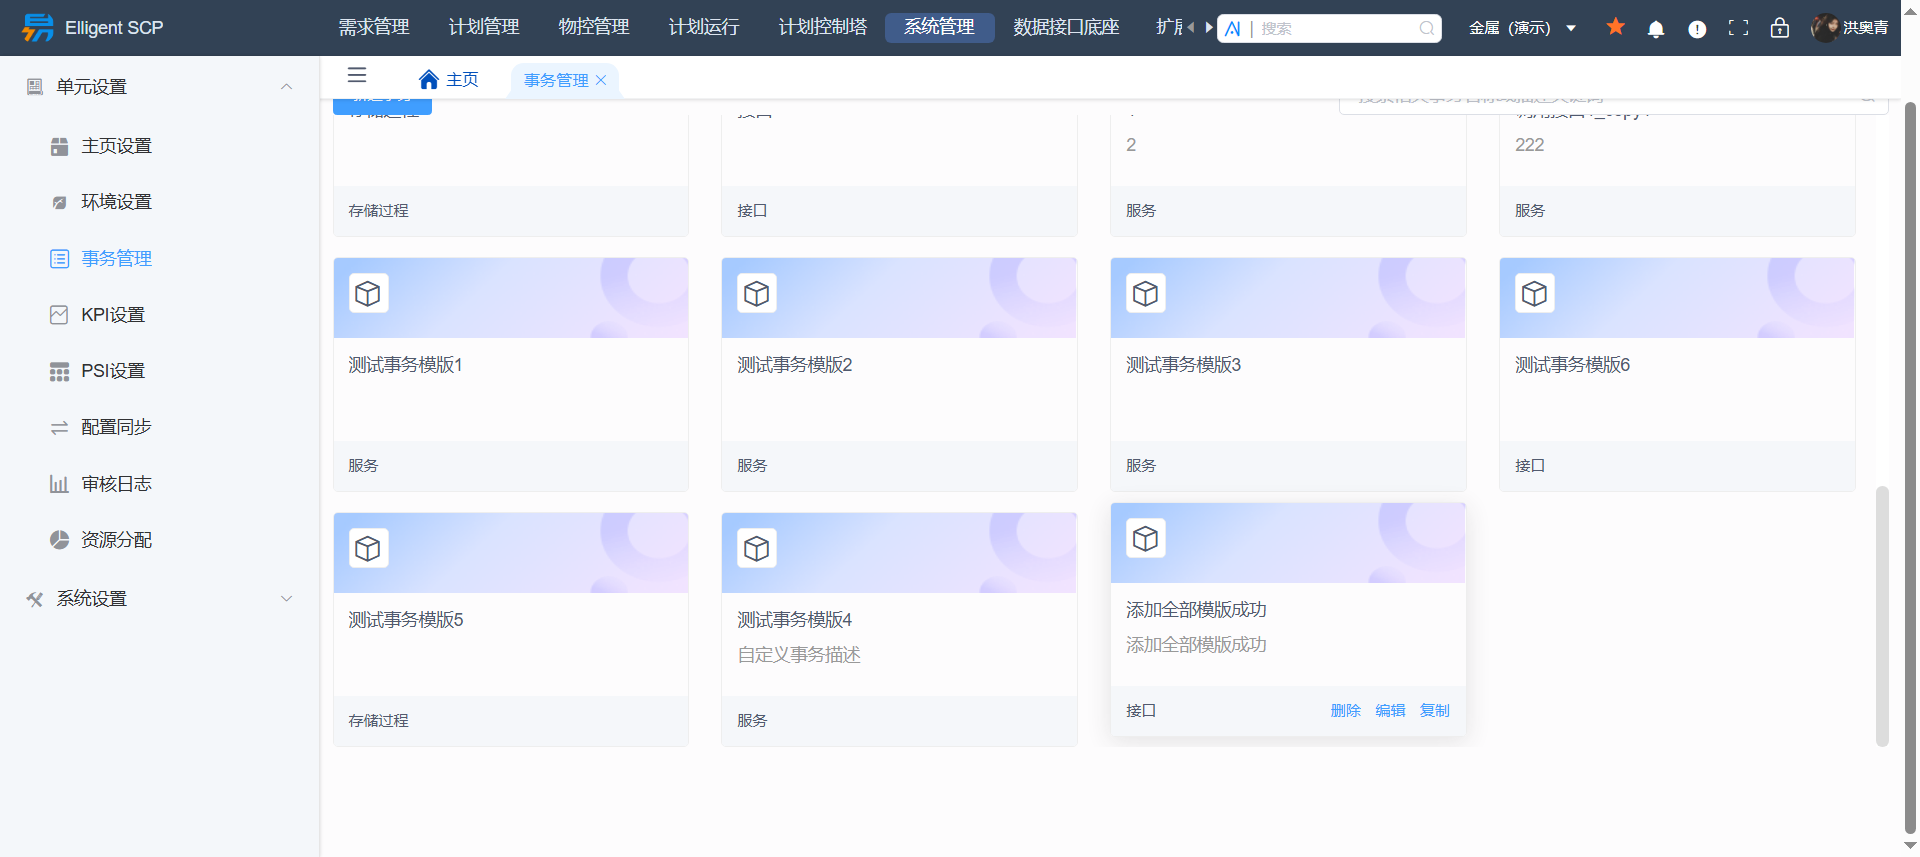 Elligent SCP
需求管理
计划管理
物控管理
计划运行
计划控制塔
系统管理
数据接口底座
AI | 搜索
金属（演示）
洪奥青
单元设置
主页设置
环境设置
事务管理
KPI设置
PSI设置
配置同步
审核日志
资源分配
系统设置
主页
事务管理
2
222
存储过程
接口
服务
服务
测试事务模版1
测试事务模版2
测试事务模版3
测试事务模版6
服务
服务
服务
接口
测试事务模版5
测试事务模版4
自定义事务描述
添加全部模版成功
添加全部模版成功
存储过程
服务
接口
删除 编辑 复制